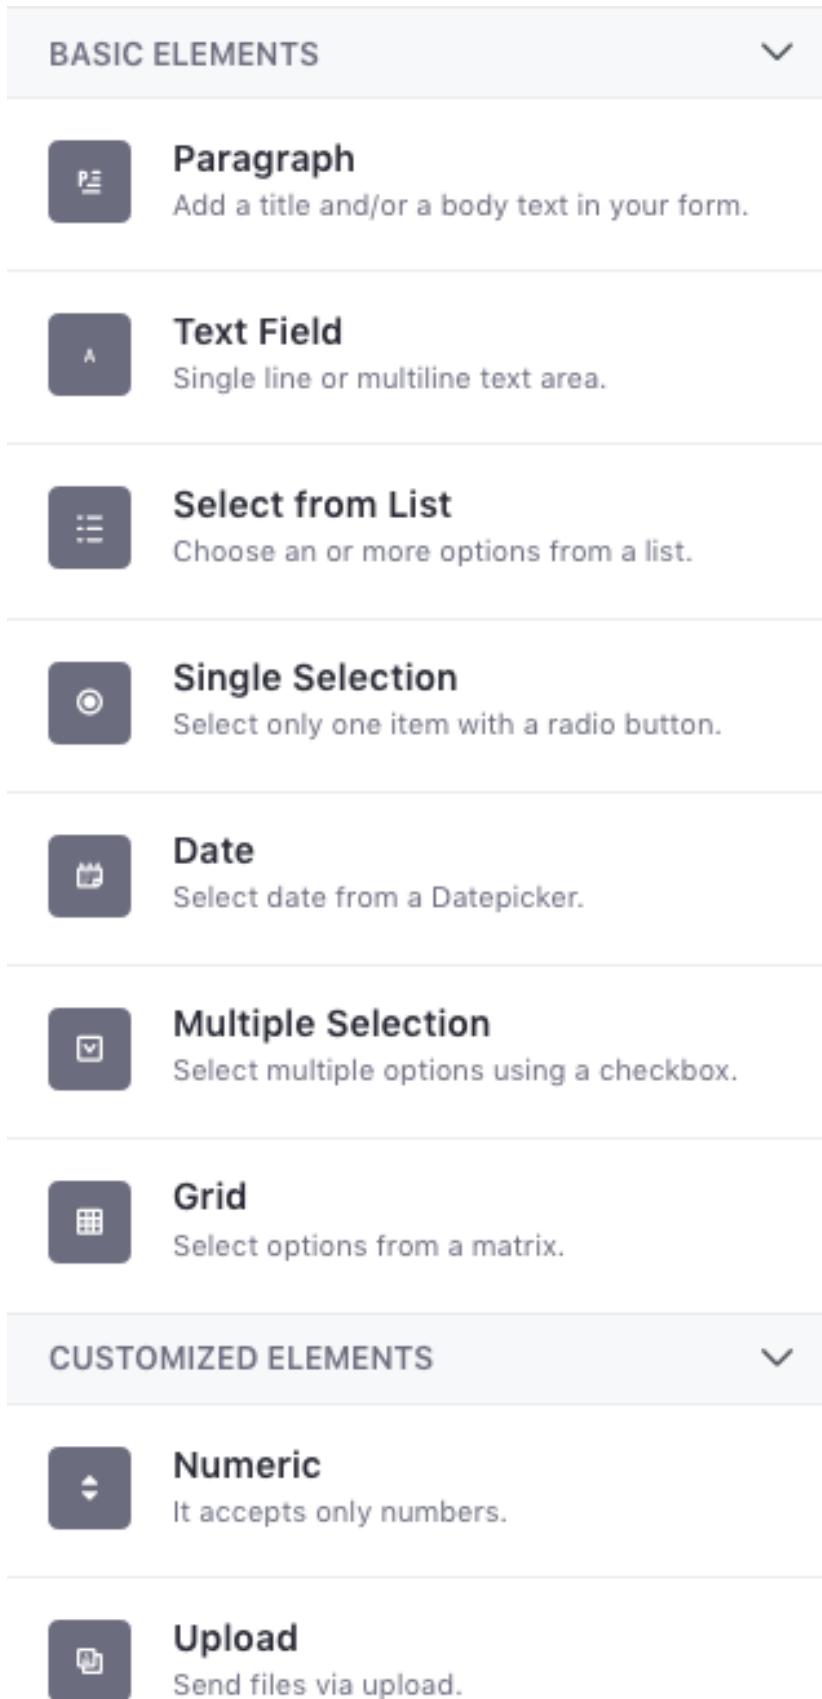 BASIC ELEMENTS
Paragraph
Add a title and/or a body text in your form.
Text Field
Single line or multiline text area.
Select from List
Choose an or more options from a list.
Single Selection
Select only one item with a radio button.
Date
Select date from a Datepicker.
Multiple Selection
Select multiple options using a checkbox.
Grid
Select options from a matrix.
CUSTOMIZED ELEMENTS
Numeric
It accepts only numbers.
Upload
Send files via upload.